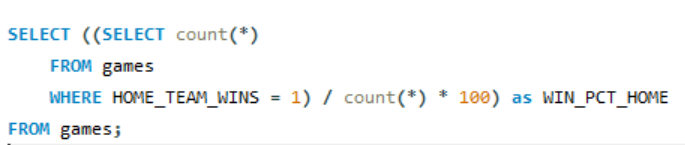 SELECT ((SELECT count(*)
FROM games
WHERE HOME_TEAM_WINS = 1) / count(*) * 100) as WIN_PCT_HOME
FROM games;